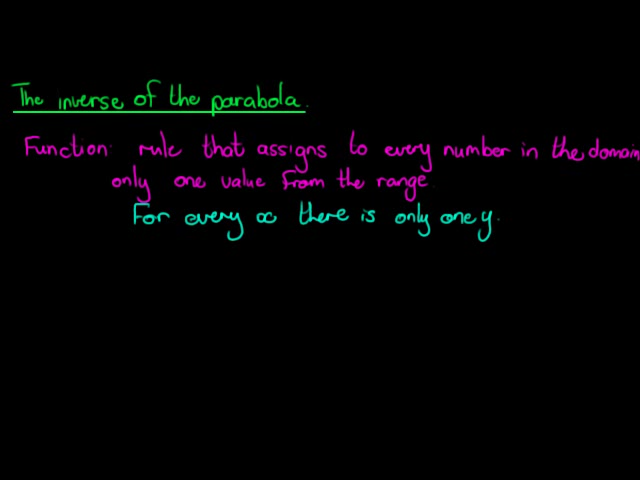 The inverse of the parabola.
Function: rule that assigns to every number in the domain
only one value from the range
For every x there is only one y.